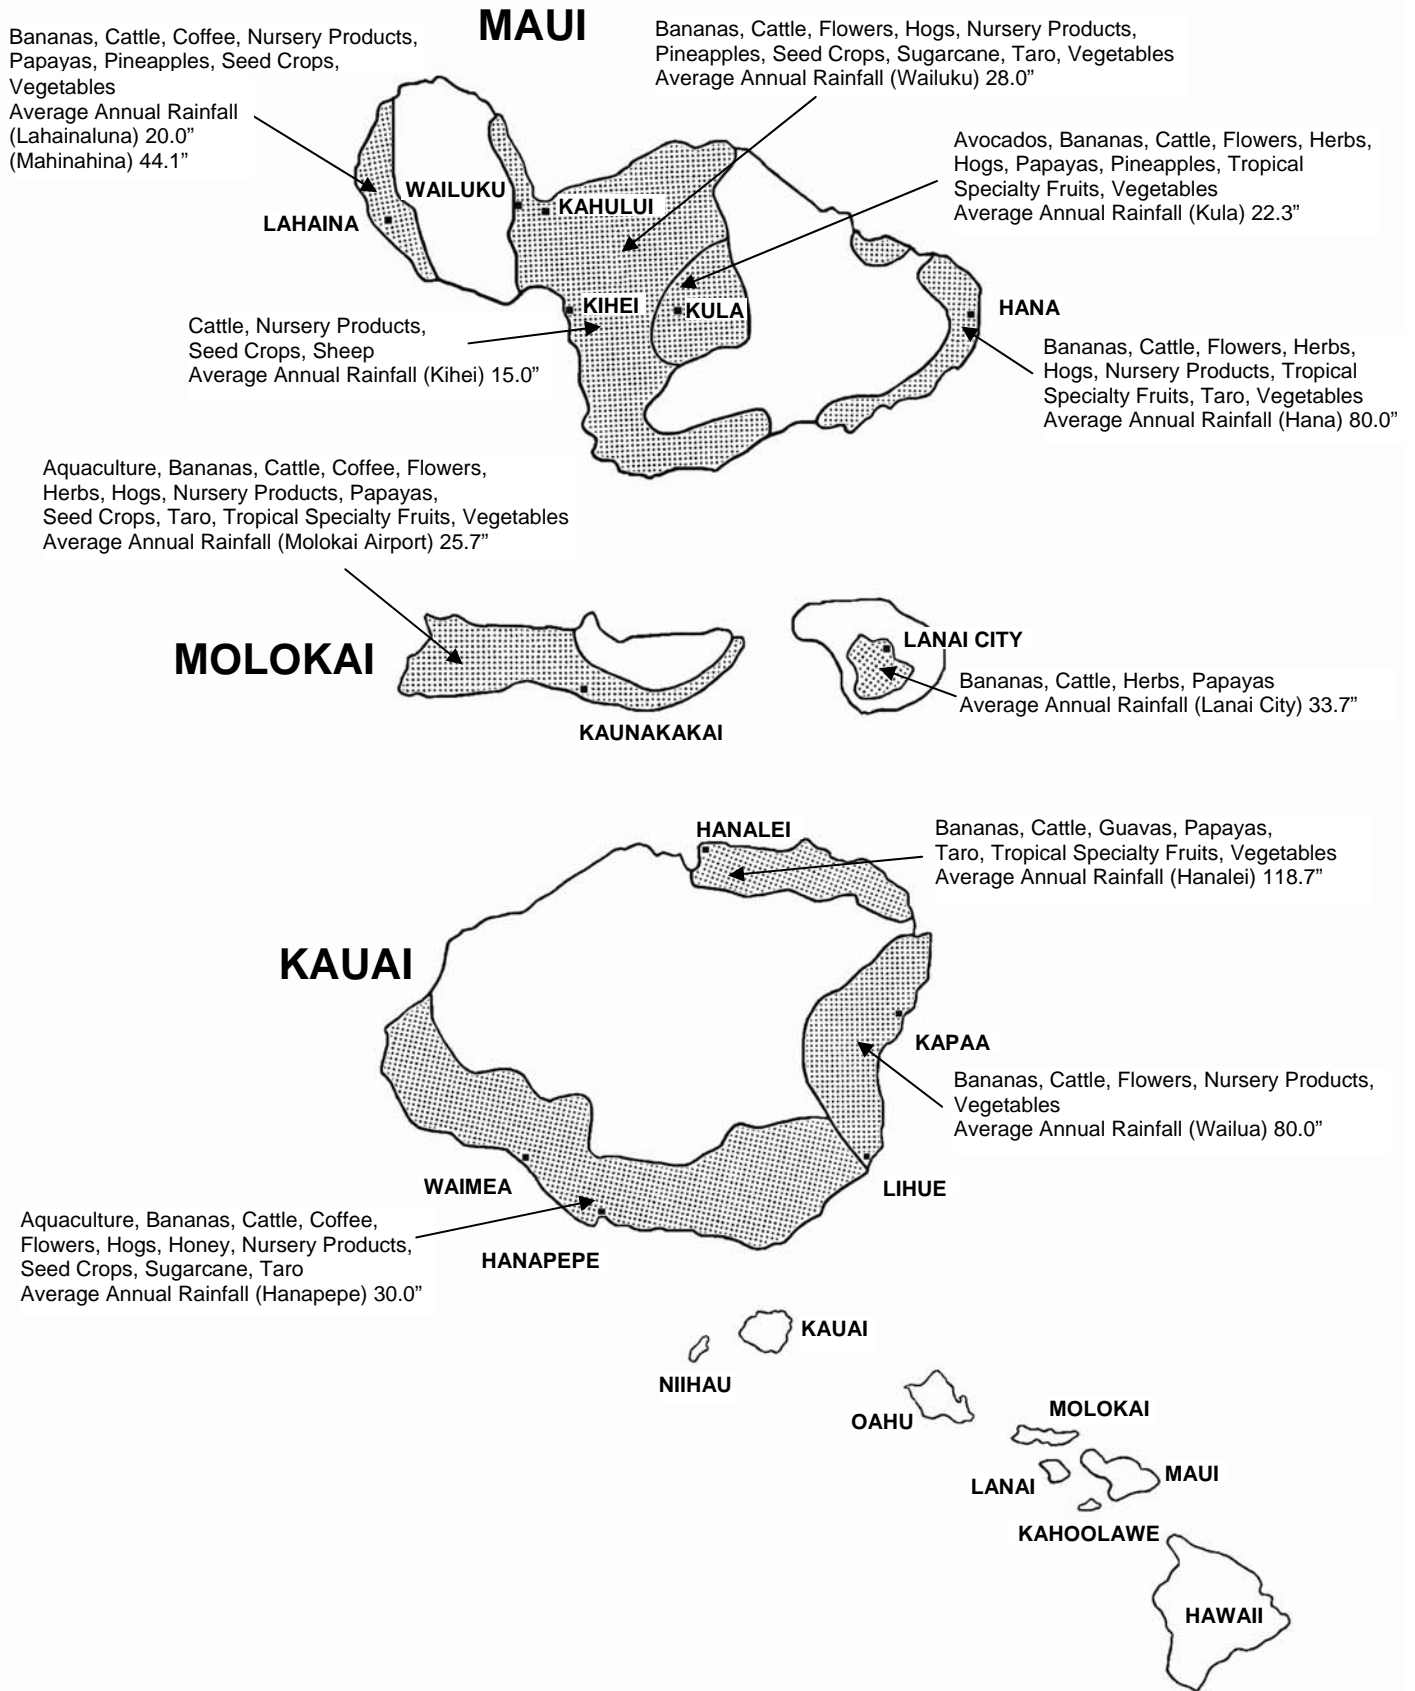 MAUI
Bananas, Cattle, Coffee, Nursery Products,
Papayas, Pineapples, Seed Crops,
Vegetables
Average Annual Rainfall
(Lahainaluna) 20.0”
(Mahinahina) 44.1”
Bananas, Cattle, Flowers, Hogs, Nursery Products,
Pineapples, Seed Crops, Sugarcane, Taro, Vegetables
Average Annual Rainfall (Wailuku) 28.0”
Avocados, Bananas, Cattle, Flowers, Herbs,
Hogs, Papayas, Pineapples, Tropical
Specialty Fruits, Vegetables
Average Annual Rainfall (Kula) 22.3”
WAILUKU
KAHULUI
LAHAINA
KIHEI
KULA
HANA
Cattle, Nursery Products,
Seed Crops, Sheep
Average Annual Rainfall (Kihei) 15.0”
Bananas, Cattle, Flowers, Herbs,
Hogs, Nursery Products, Tropical
Specialty Fruits, Taro, Vegetables
Average Annual Rainfall (Hana) 80.0”
Aquaculture, Bananas, Cattle, Coffee, Flowers,
Herbs, Hogs, Nursery Products, Papayas,
Seed Crops, Taro, Tropical Specialty Fruits, Vegetables
Average Annual Rainfall (Molokai Airport) 25.7”
MOLOKAI
LANAI CITY
Bananas, Cattle, Herbs, Papayas
Average Annual Rainfall (Lanai City) 33.7”
KAUNAKAKAI
HANALEI
Bananas, Cattle, Guavas, Papayas,
Taro, Tropical Specialty Fruits, Vegetables
Average Annual Rainfall (Hanalei) 118.7”
KAUAI
KAPAA
Bananas, Cattle, Flowers, Nursery Products,
Vegetables
Average Annual Rainfall (Wailua) 80.0”
WAIMEA
LIHUE
Aquaculture, Bananas, Cattle, Coffee,
Flowers, Hogs, Honey, Nursery Products,
Seed Crops, Sugarcane, Taro
Average Annual Rainfall (Hanapepe) 30.0”
HANAPEPE
KAUAI
NIIHAU
OAHU
MOLOKAI
LANAI
MAUI
KAHOOLAWE
HAWAII